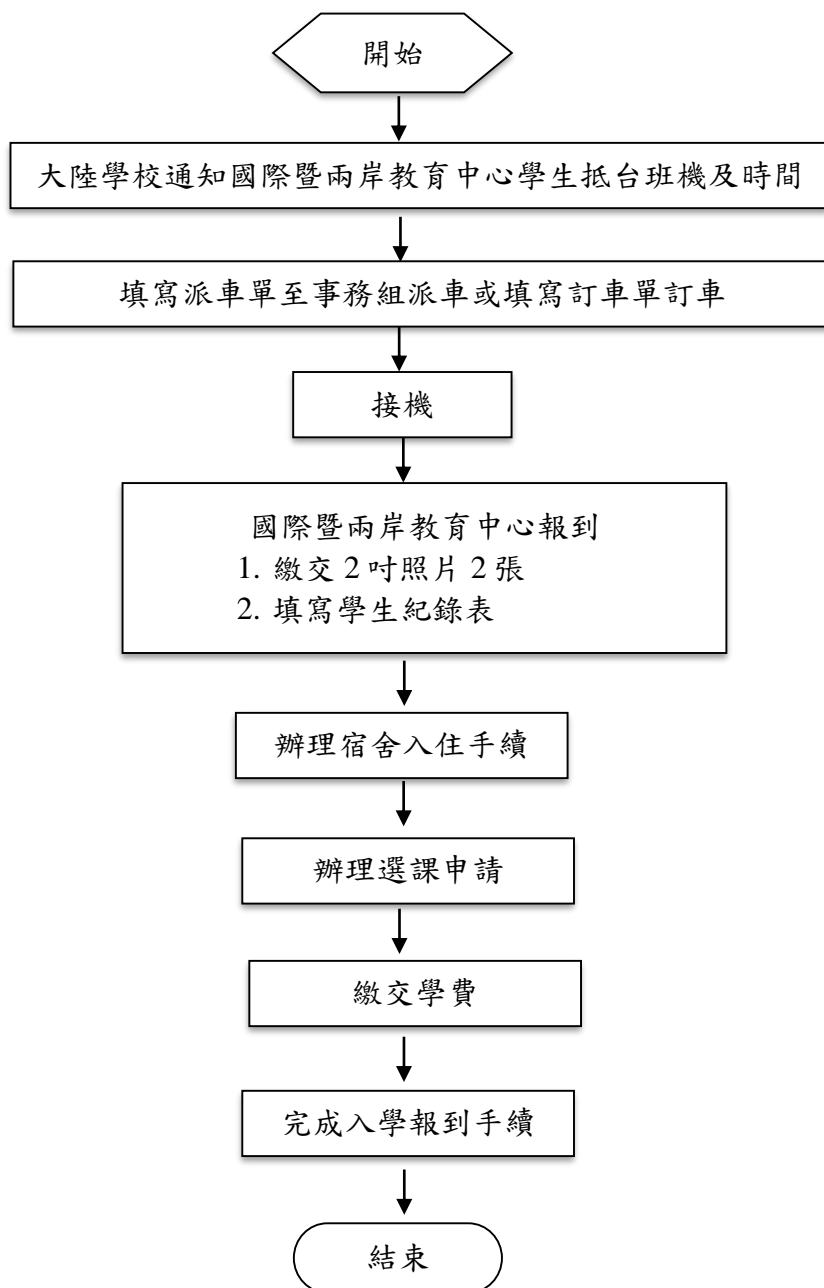 開始
大陸學校通知國際暨兩岸教育中心學生抵台班機及時間
填寫派車單至事務組派車或填寫訂車單訂車
接機
國際暨兩岸教育中心報到
1. 繳交 2 吋照片 2 張
2. 填寫學生紀錄表
辦理宿舍入住手續
辦理選課申請
繳交學費
完成入學報到手續
結束